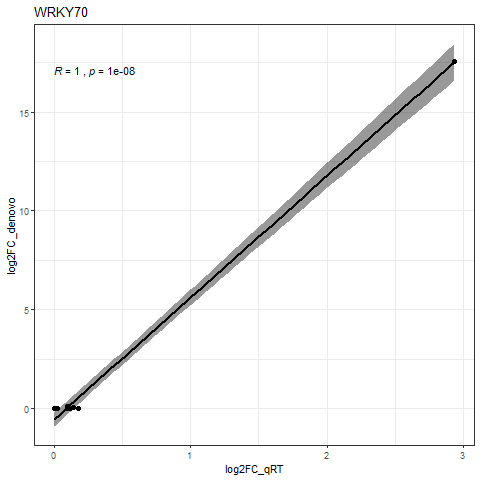 WRKY70
R = 1 , p = 1e-08
15
10
5
0
log2FC_denovo
0 1 2 3
log2FC_qRT